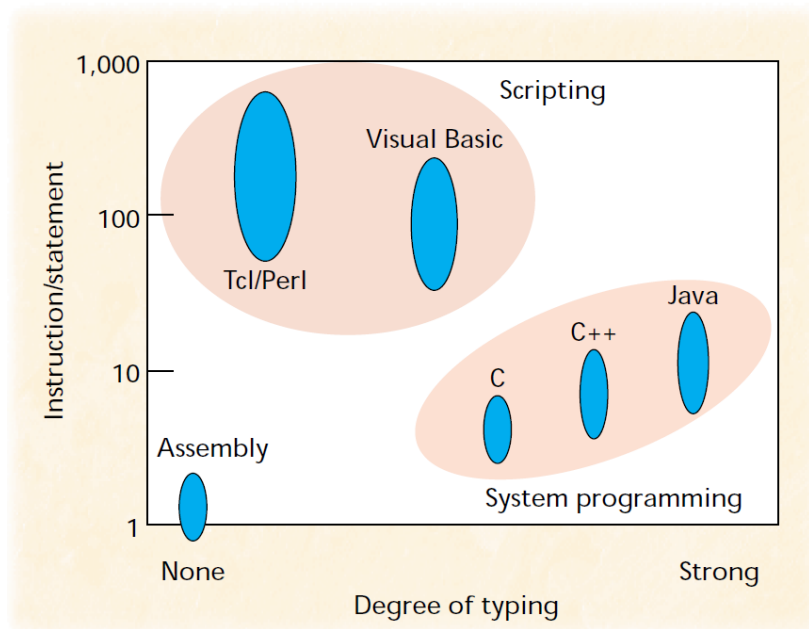 1,000
Scripting
Visual Basic
Instruction/statement
100
Tcl/Perl
Java
C++
10
C
Assembly
System programming
1
None
Strong
Degree of typing